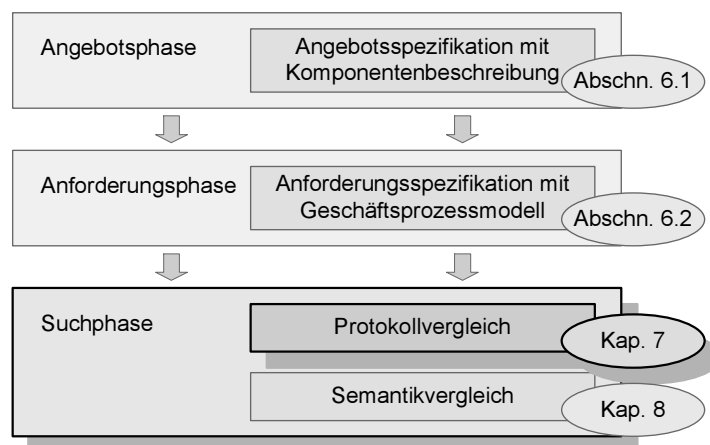 Angebotsphase
Angebotsspezifikation mit
Komponentenbeschreibung
Abschn. 6.1
Anforderungsphase
Anforderungsspezifikation mit
Geschäftsprozessmodell
Abschn. 6.2
Suchphase
Protokollvergleich
Kap. 7
Semantikvergleich
Kap. 8